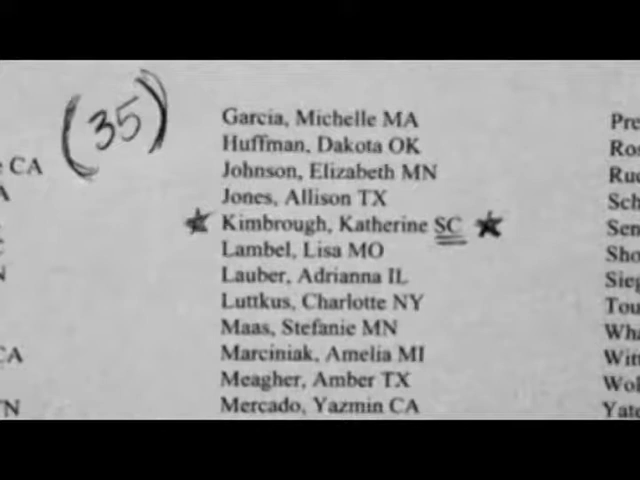 (35)
CA
Garcia, Michelle MA
Huffman, Dakota OK
Johnson, Elizabeth MN
Jones, Allison TX
Kimbrough, Katherine SC
Lambel, Lisa MO
Lauber, Adrianna IL
Luttkus, Charlotte NY
Maas, Stefanie MN
Marciniak, Amelia MI
Meagher, Amber TX
Mercado, Yazmin CA